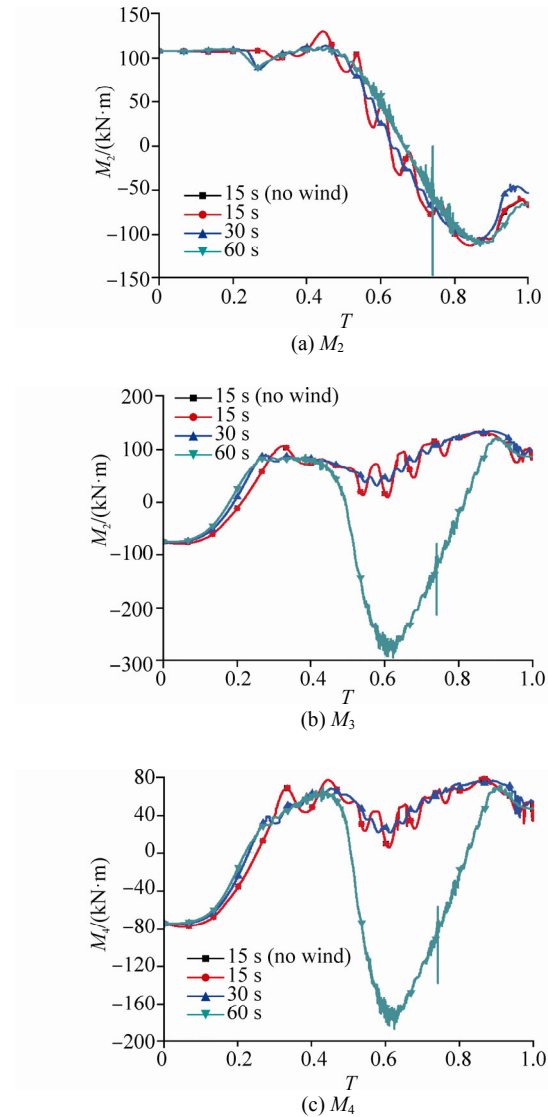 150
100
50
0
−50
−100
−150
M2/(kN·m)
15 s (no wind)
15 s
30 s
60 s
0 0.2 0.4 0.6 0.8 1.0
T
(a) M2
200
100
0
−100
−200
−300
M2/(kN·m)
15 s (no wind)
15 s
30 s
60 s
0 0.2 0.4 0.6 0.8 1.0
T
(b) M3
80
40
0
−40
−80
−120
−160
−200
M4/(kN·m)
15 s (no wind)
15 s
30 s
60 s
0 0.2 0.4 0.6 0.8 1.0
T
(c) M4